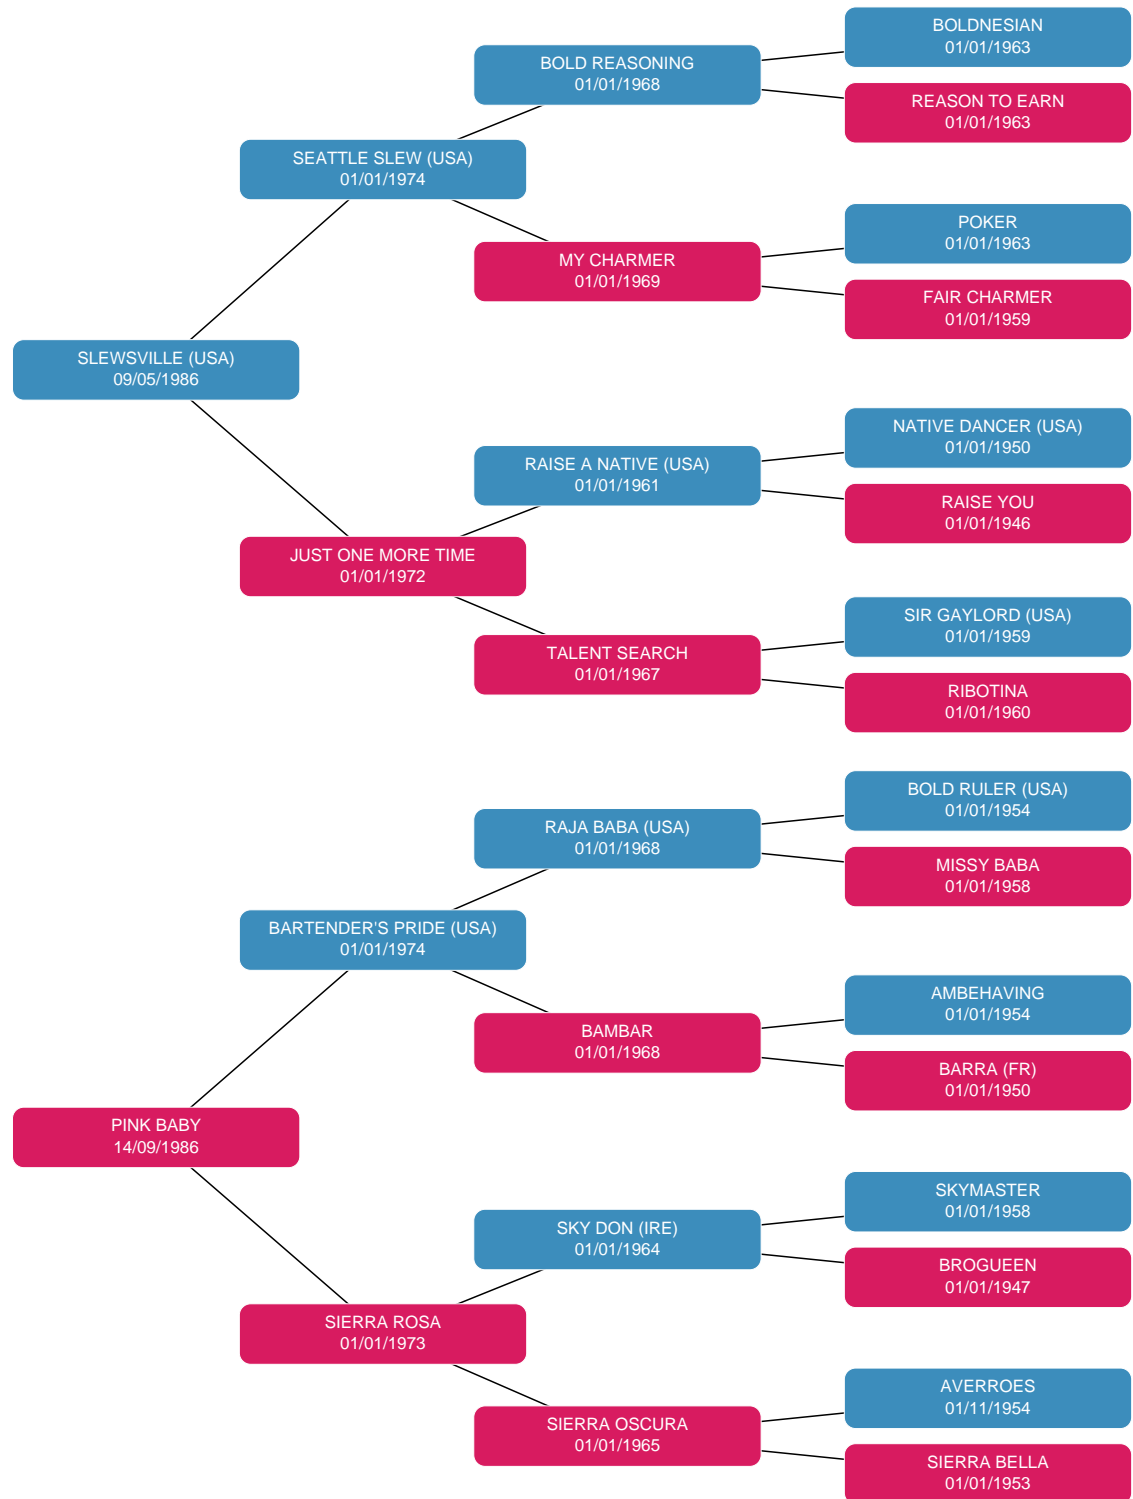 BOLDNESIAN
01/01/1963
BOLD REASONING
01/01/1968
REASON TO EARN
01/01/1963
SEATTLE SLEW (USA)
01/01/1974
POKER
01/01/1963
MY CHARMER
01/01/1969
FAIR CHARMER
01/01/1959
SLEWSVILLE (USA)
09/05/1986
NATIVE DANCER (USA)
01/01/1950
RAISE A NATIVE (USA)
01/01/1961
RAISE YOU
01/01/1946
JUST ONE MORE TIME
01/01/1972
SIR GAYLORD (USA)
01/01/1959
TALENT SEARCH
01/01/1967
RIBOTINA
01/01/1960
BOLD RULER (USA)
01/01/1954
RAJA BABA (USA)
01/01/1968
MISSY BABA
01/01/1958
BARTENDER'S PRIDE (USA)
01/01/1974
AMBEHAVING
01/01/1954
BAMBAR
01/01/1968
BARRA (FR)
01/01/1950
PINK BABY
14/09/1986
SKYMASTER
01/01/1958
SKY DON (IRE)
01/01/1964
BROGUEEN
01/01/1947
SIERRA ROSA
01/01/1973
AVERROES
01/11/1954
SIERRA OSCURA
01/01/1965
SIERRA BELLA
01/01/1953